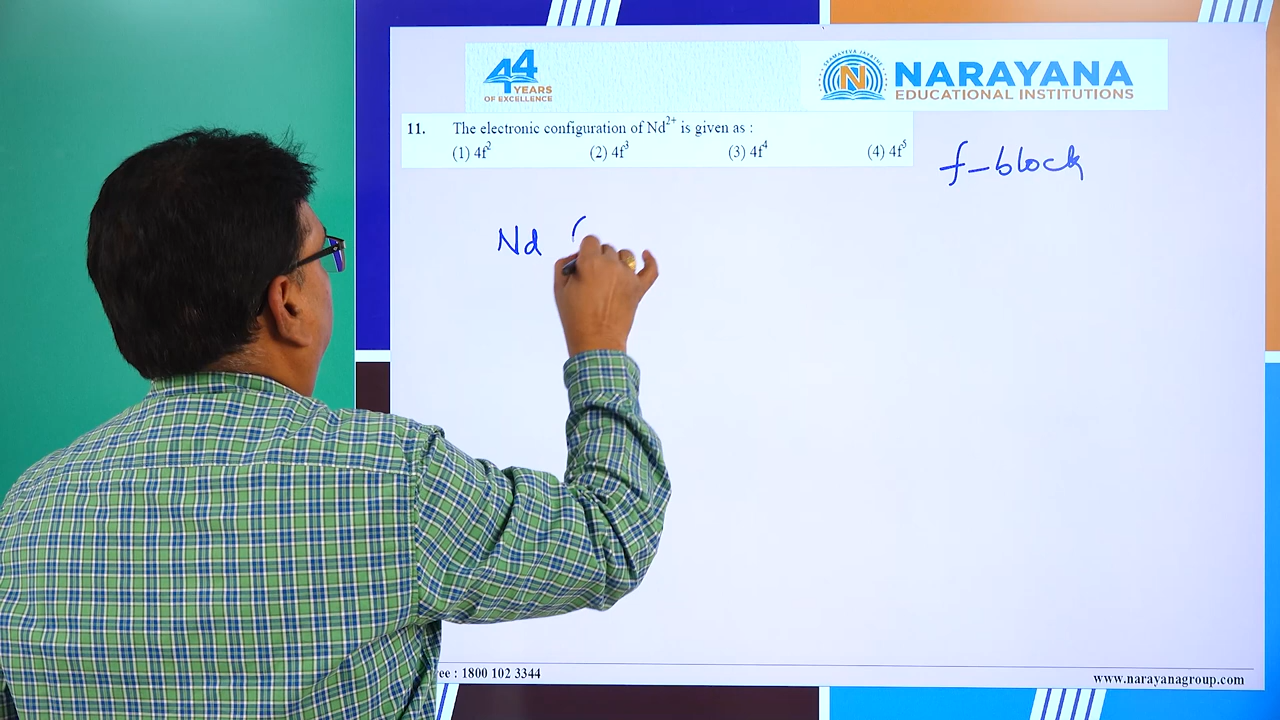 44
YEARS
OF EXCELLENCE
N
NARAYANA
EDUCATIONAL INSTITUTIONS
11. The electronic configuration of Nd²⁺ is given as :
(1) 4f² (2) 4f³ (3) 4f⁴ (4) 4f⁵
f-block
Nd (
ree : 1800 102 3344
www.narayanagroup.com